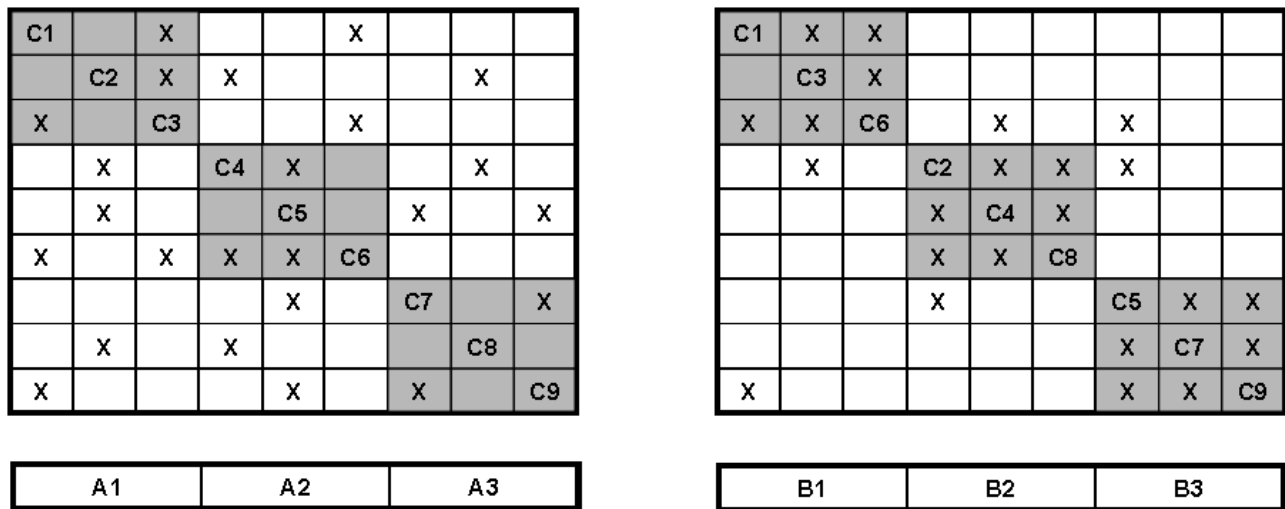 C1 X X
C2 X X X
X C3 X
X C4 X X
X C5 X X
X X X X C6
X C7 X
X X C8
X X X C9
A1 A2 A3
C1 X X
C3 X
X X C6 X X
X C2 X X X
X C4 X
X X C8
X C5 X X
X C7 X
X X X C9
B1 B2 B3